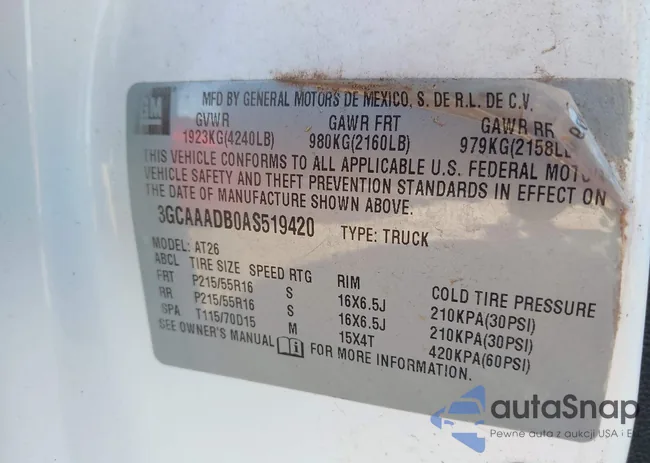 GM
MFD BY GENERAL MOTORS DE MEXICO, S. DE R.L. DE C.V.
GVWR GAWR FRT GAWR RR
1923KG(4240LB) 980KG(2160LB) 979KG(2158LB
THIS VEHICLE CONFORMS TO ALL APPLICABLE U.S. FEDERAL MOTOR
VEHICLE SAFETY AND THEFT PREVENTION STANDARDS IN EFFECT ON
THE DATE OF MANUFACTURE SHOWN ABOVE.
3GCAAADB0AS519420 TYPE: TRUCK
MODEL: AT26
ABCL TIRE SIZE SPEED RTG RIM COLD TIRE PRESSURE
FRT P215/55R16 S 16X6.5J 210KPA(30PSI)
RR P215/55R16 S 16X6.5J 210KPA(30PSI)
SPA T115/70D15 M 15X4T 420KPA(60PSI)
SEE OWNER'S MANUAL FOR MORE INFORMATION.
autaSnap
Pewne auta z aukcji USA i EU